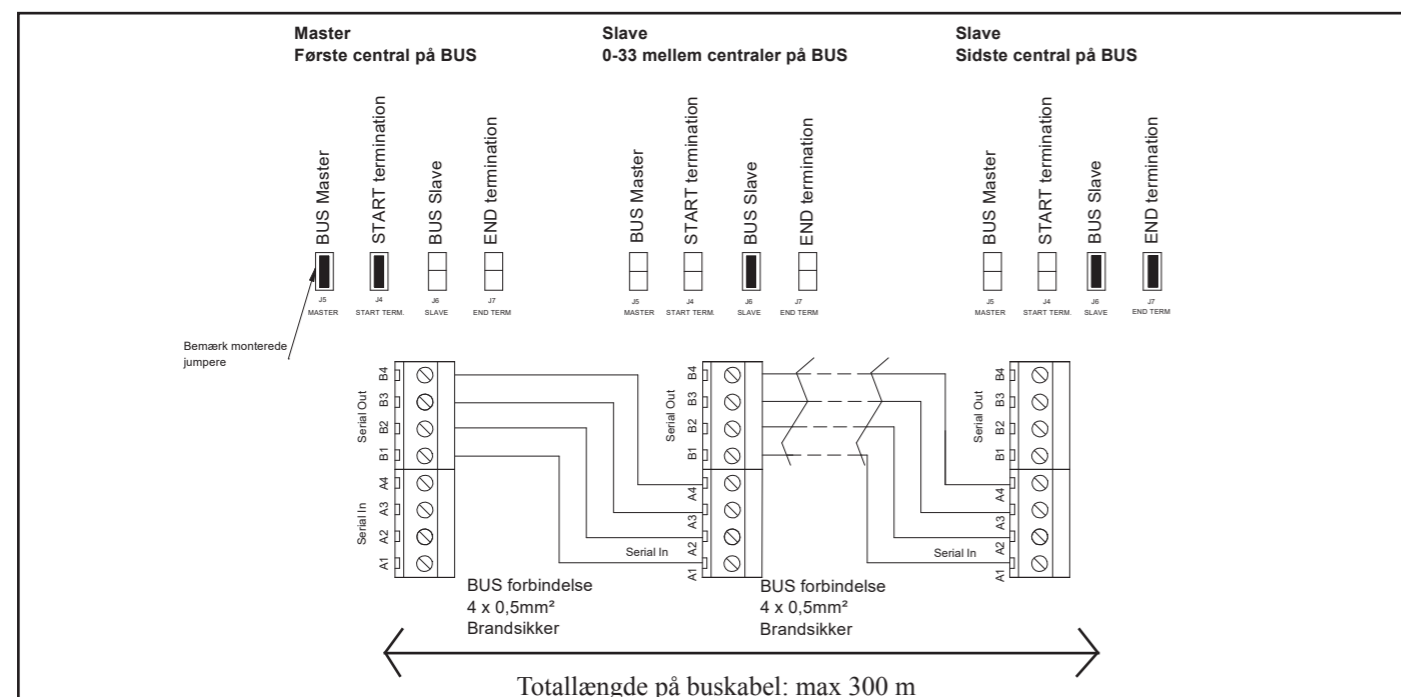 Master
Første central på BUS
Slave
0-33 mellem centraler på BUS
Slave
Sidste central på BUS
BUS Master
START termination
BUS Slave
END termination
BUS Master
START termination
BUS Slave
END termination
BUS Master
START termination
BUS Slave
END termination
J5
MASTER
J4
START TERM.
J6
SLAVE
J7
END TERM
J5
MASTER
J4
START TERM.
J6
SLAVE
J7
END TERM
J5
MASTER
J4
START TERM.
J6
SLAVE
J7
END TERM
Bemærk monterede
jumpere
Serial Out
B4
B3
B2
B1
Serial In
A4
A3
A2
A1
Serial Out
B4
B3
B2
B1
Serial In
A4
A3
A2
A1
Serial Out
B4
B3
B2
B1
Serial In
A4
A3
A2
A1
BUS forbindelse
4 x 0,5mm²
Brandsikker
BUS forbindelse
4 x 0,5mm²
Brandsikker
Totallængde på buskabel: max 300 m